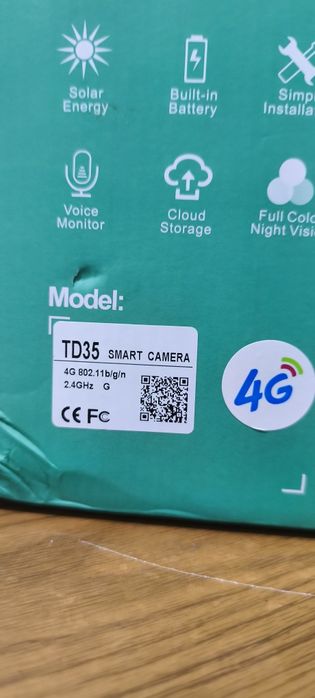 Solar
Energy
Built-in
Battery
Simp
Installa
Voice
Monitor
Cloud
Storage
Full Colo
Night Visi
Model:
TD35 SMART CAMERA
4G 802.11b/g/n
2.4GHz G
CE FC
4G